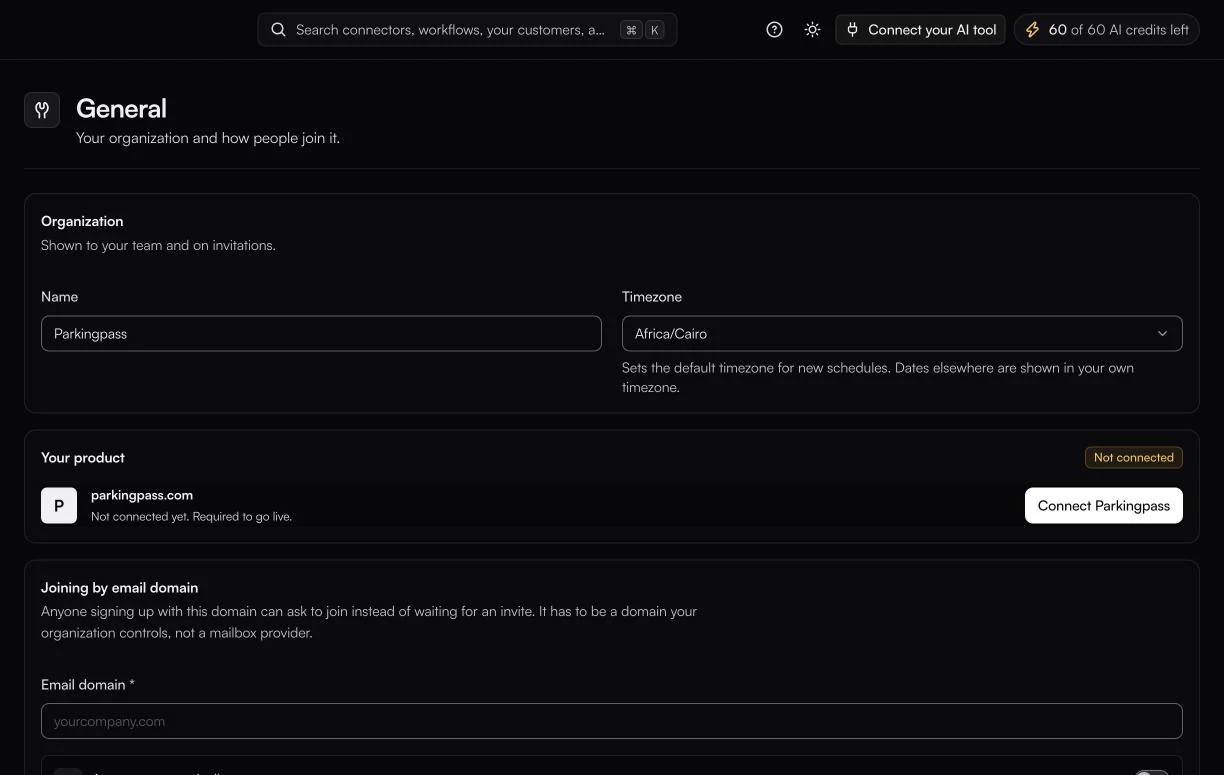 Search connectors, workflows, your customers, a...
⌘ K
Connect your AI tool
60 of 60 AI credits left
General
Your organization and how people join it.
Organization
Shown to your team and on invitations.
Name
Timezone
Parkingpass
Africa/Cairo
Sets the default timezone for new schedules. Dates elsewhere are shown in your own
timezone.
Your product
Not connected
P
parkingpass.com
Not connected yet. Required to go live.
Connect Parkingpass
Joining by email domain
Anyone signing up with this domain can ask to join instead of waiting for an invite. It has to be a domain your
organization controls, not a mailbox provider.
Email domain *
yourcompany.com